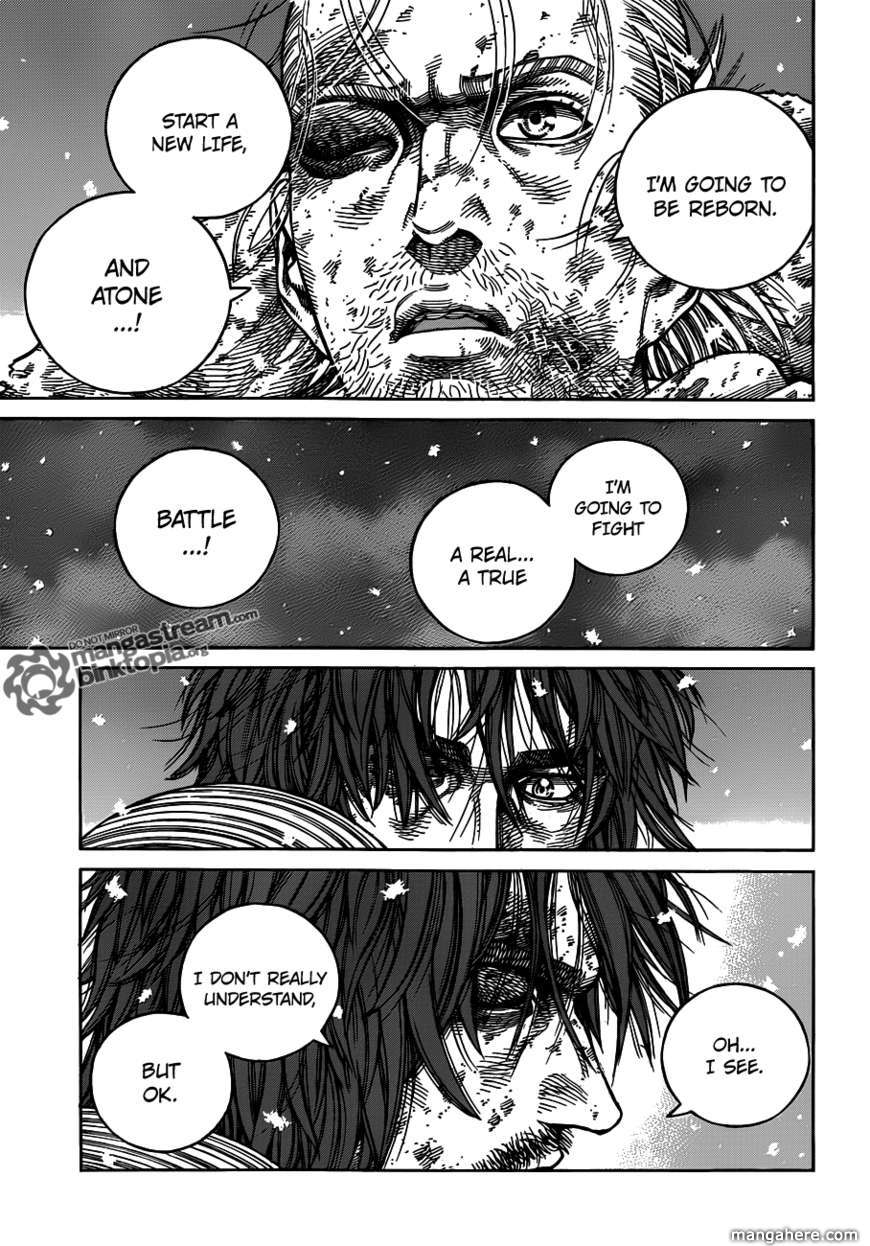 I'M GOING TO
BE REBORN.
START A
NEW LIFE,
AND
ATONE
...!
I'M
GOING TO
FIGHT
A REAL...
A TRUE
BATTLE
...!
DO NOT MIRROR
mangastream.com
binktopia.org
OH...
I SEE.
I DON'T REALLY
UNDERSTAND,
BUT
OK.
mangahere.com